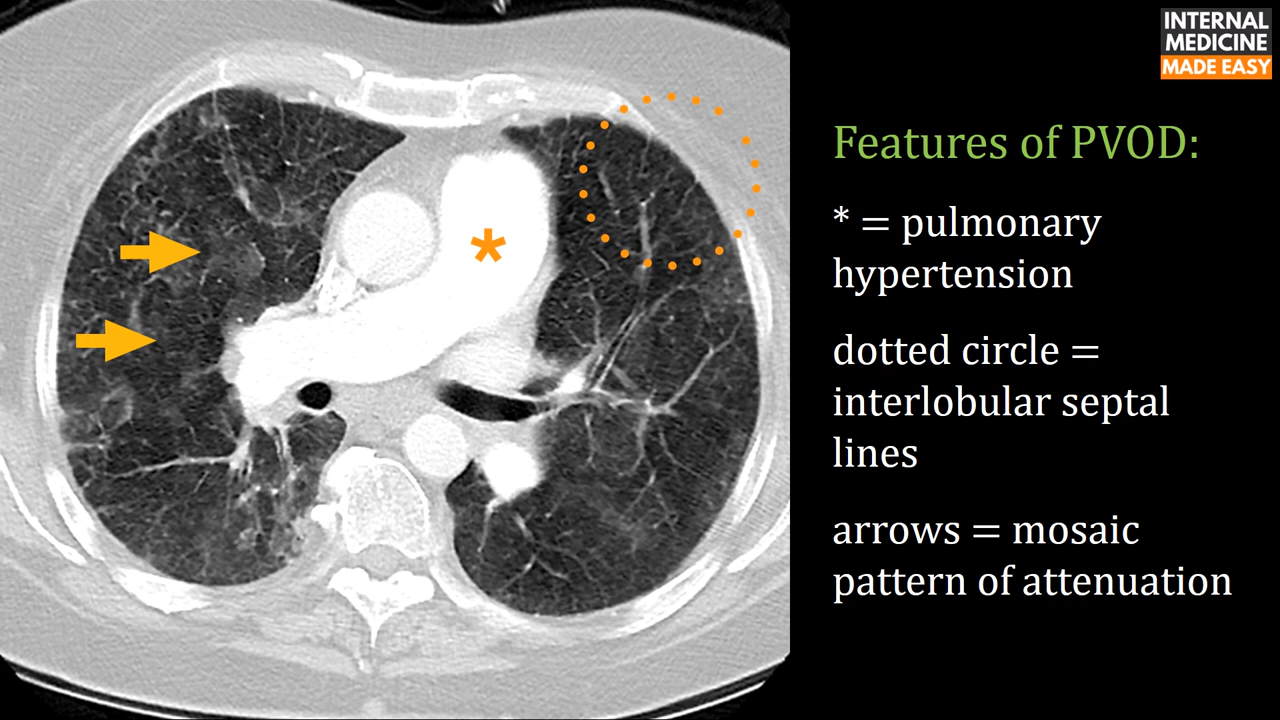 INTERNAL
MEDICINE
MADE EASY
Features of PVOD:
* = pulmonary
hypertension
dotted circle =
interlobular septal
lines
arrows = mosaic
pattern of attenuation
*